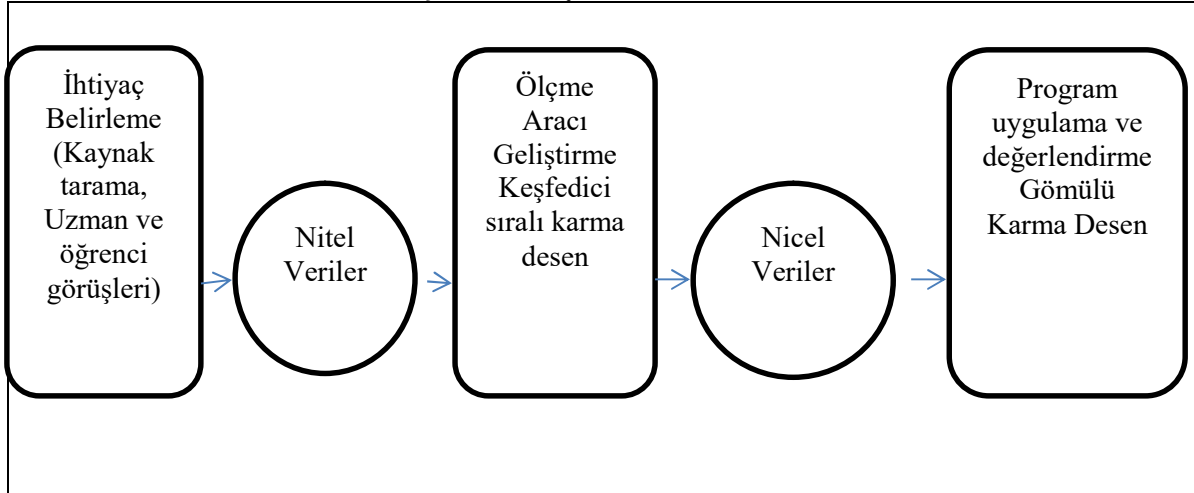 İhtiyaç
Belirleme
(Kaynak
tarama,
Uzman ve
öğrenci
görüşleri)
Nitel
Veriler
Ölçme
Aracı
Geliştirme
Keşfedici
sıralı karma
desen
Nicel
Veriler
Program
uygulama ve
değerlendirme
Gömülü
Karma Desen